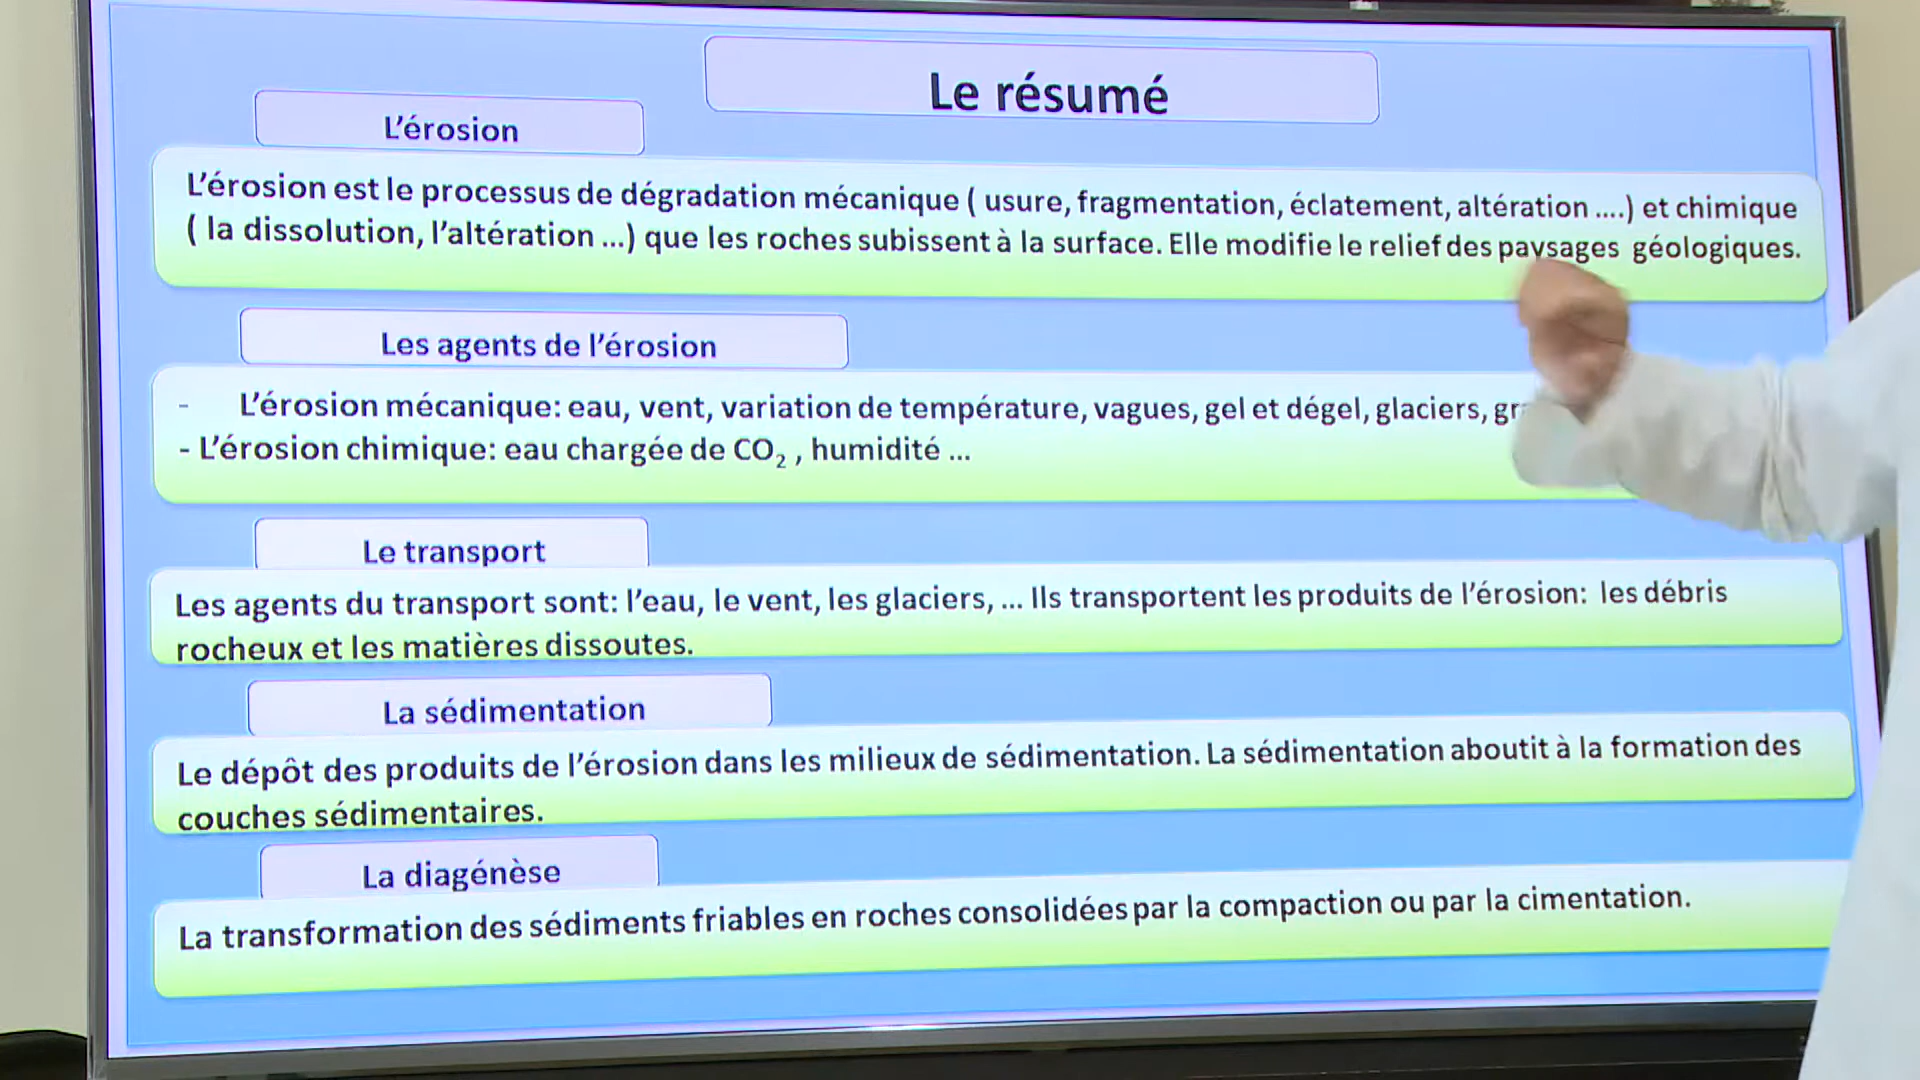 Le résumé
L'érosion
L'érosion est le processus de dégradation mécanique ( usure, fragmentation, éclatement, altération ....) et chimique
( la dissolution, l'altération ...) que les roches subissent à la surface. Elle modifie le relief des paysages géologiques.
Les agents de l'érosion
- L'érosion mécanique: eau, vent, variation de température, vagues, gel et dégel, glaciers,
- L'érosion chimique: eau chargée de CO₂ , humidité ...
Le transport
Les agents du transport sont: l'eau, le vent, les glaciers, ... Ils transportent les produits de l'érosion: les débris
rocheux et les matières dissoutes.
La sédimentation
Le dépôt des produits de l'érosion dans les milieux de sédimentation. La sédimentation aboutit à la formation des
couches sédimentaires.
La diagénèse
La transformation des sédiments friables en roches consolidées par la compaction ou par la cimentation.